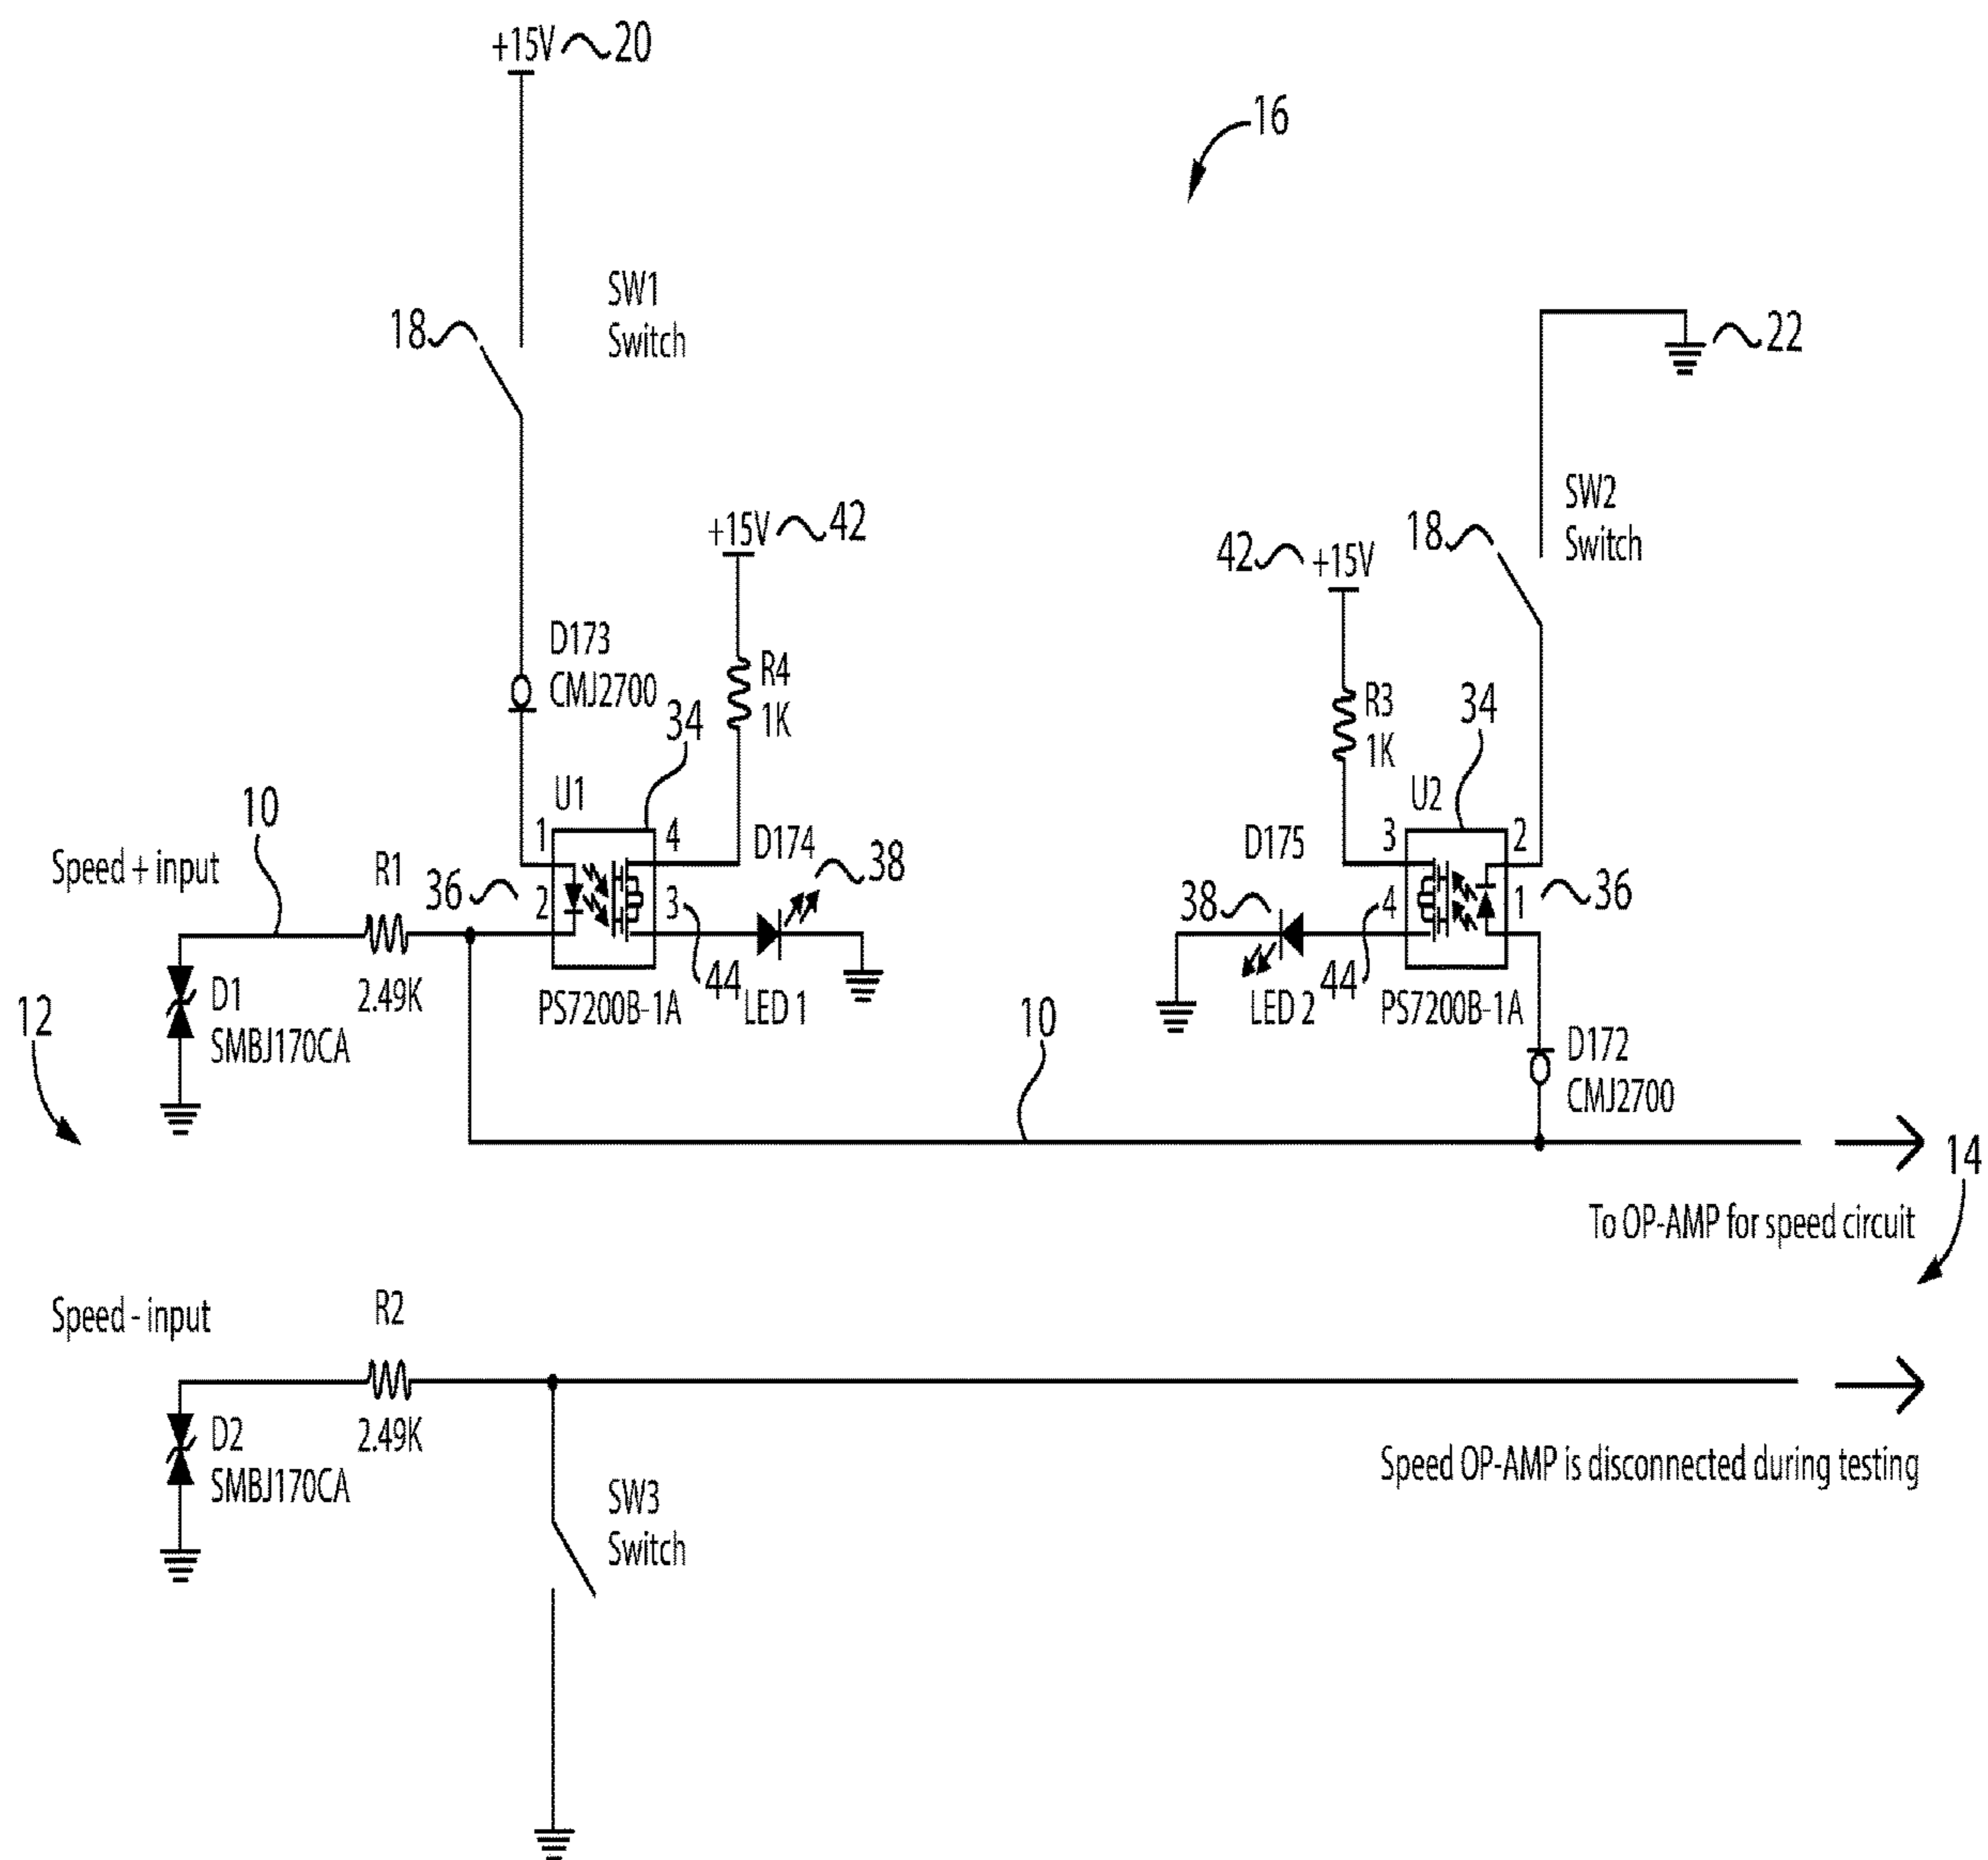 +15V 20
16
SW1
Switch
18
22
SW2
Switch
+15V 42
18
42 +15V
D173
CMJ2700
R4
1K
34
R3
1K
34
10
U1
1
4
D174
38
U2
3
2
D175
Speed + input
R1
36
2
3
38
4
1
36
12
D1
SMBJ170CA
2.49K
PS7200B-1A
44
LED 1
10
LED 2
44
PS7200B-1A
D172
CMJ2700
14
To OP-AMP for speed circuit
Speed - input
R2
D2
SMBJ170CA
2.49K
Speed OP-AMP is disconnected during testing
SW3
Switch